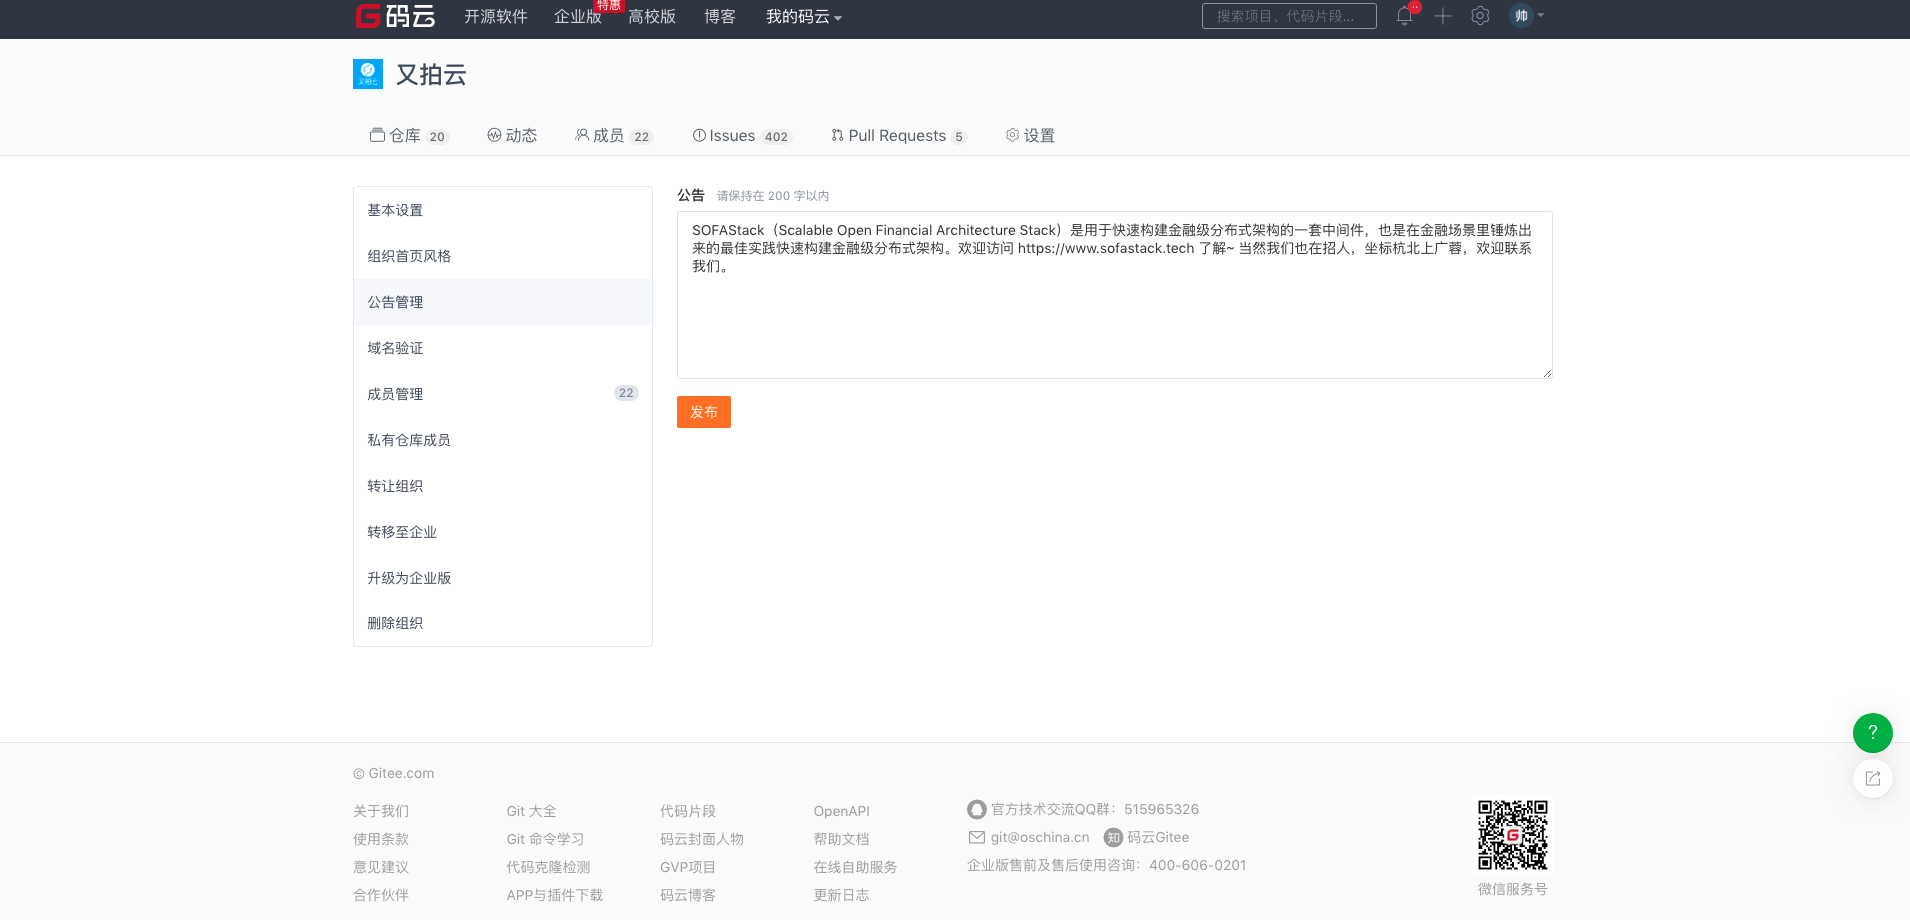 G码云 开源软件 企业版 特惠 高校版 博客 我的码云 搜索项目、代码片段... 帅
又拍云 又拍云
仓库 20 动态 成员 22 Issues 402 Pull Requests 5 设置
基本设置
组织首页风格
公告管理
域名验证
成员管理 22
私有仓库成员
转让组织
转移至企业
升级为企业版
删除组织
公告 请保持在 200 字以内
SOFAStack（Scalable Open Financial Architecture Stack）是用于快速构建金融级分布式架构的一套中间件，也是在金融场景里锤炼出
来的最佳实践快速构建金融级分布式架构。欢迎访问 https://www.sofastack.tech 了解~ 当然我们也在招人，坐标杭北上广蓉，欢迎联系
我们。
发布
?
© Gitee.com
关于我们
使用条款
意见建议
合作伙伴
Git 大全
Git 命令学习
代码克隆检测
APP与插件下载
代码片段
码云封面人物
GVP项目
码云博客
OpenAPI
帮助文档
在线自助服务
更新日志
官方技术交流QQ群：515965326
git@oschina.cn 知 码云Gitee
企业版售前及售后使用咨询：400-606-0201
G
微信服务号